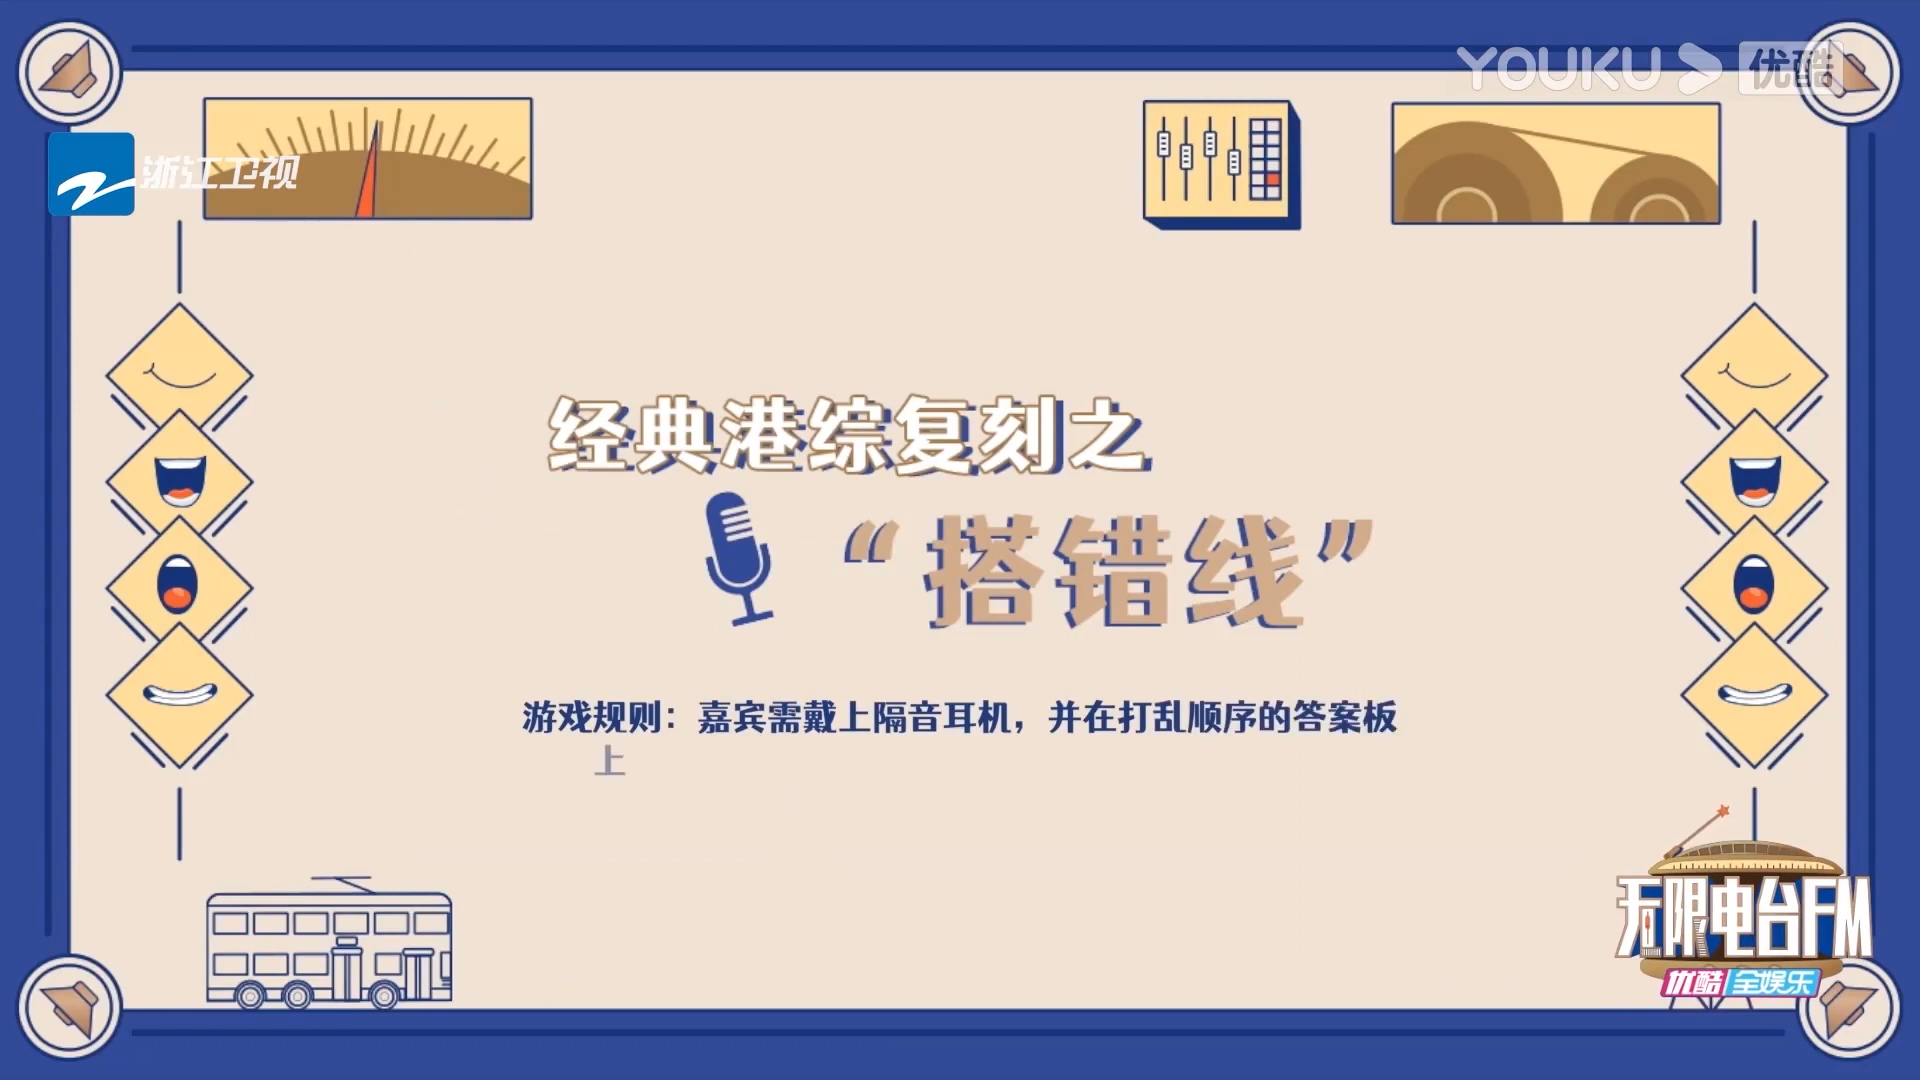 YOUKU 优酷
浙江卫视
经典港综复刻之
“搭错线”
游戏规则：嘉宾需戴上隔音耳机，并在打乱顺序的答案板
上
无限电台FM
优酷 全娱乐